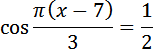 cos π(x − 7)/3 = 1/2